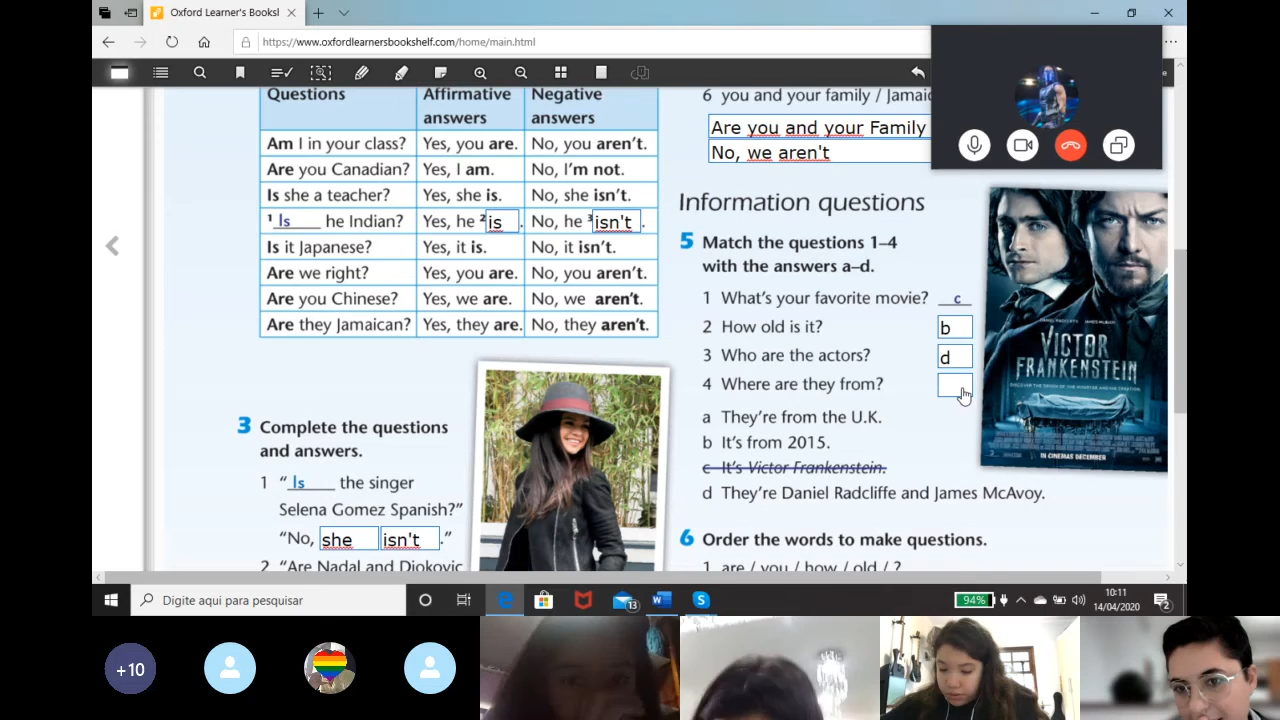 Oxford Learner's Booksl
https://www.oxfordlearnersbookshelf.com/home/main.html
Questions Affirmative answers Negative answers
Am I in your class? Yes, you are. No, you aren't.
Are you Canadian? Yes, I am. No, I'm not.
Is she a teacher? Yes, she is. No, she isn't.
1 Is he Indian? Yes, he 2 is . No, he 3 isn't .
Is it Japanese? Yes, it is. No, it isn't.
Are we right? Yes, you are. No, you aren't.
Are you Chinese? Yes, we are. No, we aren't.
Are they Jamaican? Yes, they are. No, they aren't.
3 Complete the questions
and answers.
1 "Is the singer
Selena Gomez Spanish?"
"No, she isn't ."
2 "Are Nadal and Djokovic
6 you and your family / Jamaic
Are you and your Family
No, we aren't
Information questions
5 Match the questions 1–4
with the answers a–d.
1 What's your favorite movie? c
2 How old is it? b
3 Who are the actors? d
4 Where are they from?
a They're from the U.K.
b It's from 2015.
c It's Victor Frankenstein.
d They're Daniel Radcliffe and James McAvoy.
DANIEL RADCLIFFE JAMES McAVOY
VICTOR
FRANKENSTEIN
IN CINEMAS DECEMBER
6 Order the words to make questions.
1 are / you / how / old / ?
Digite aqui para pesquisar
13
94%
10:11
14/04/2020
2
+10